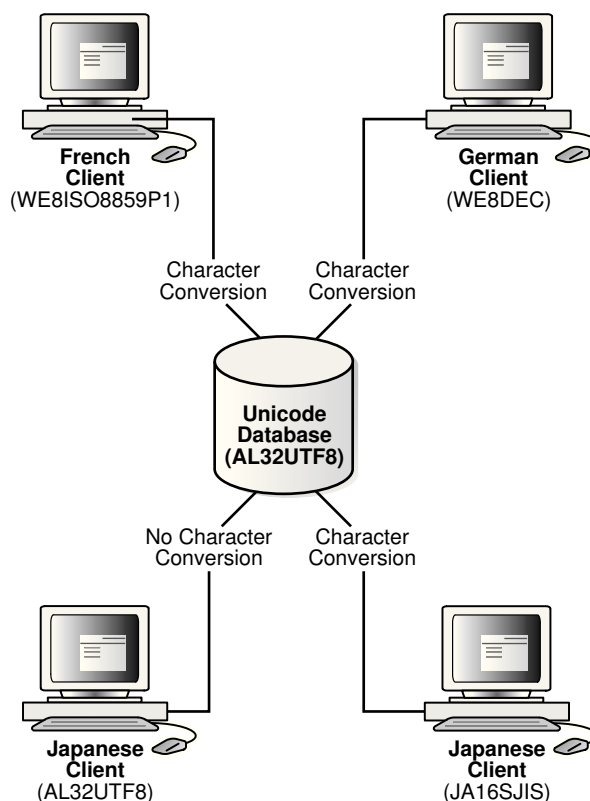 French
Client
(WE8ISO8859P1)
German
Client
(WE8DEC)
Character
Conversion
Character
Conversion
Unicode
Database
(AL32UTF8)
No Character
Conversion
Character
Conversion
Japanese
Client
(AL32UTF8)
Japanese
Client
(JA16SJIS)